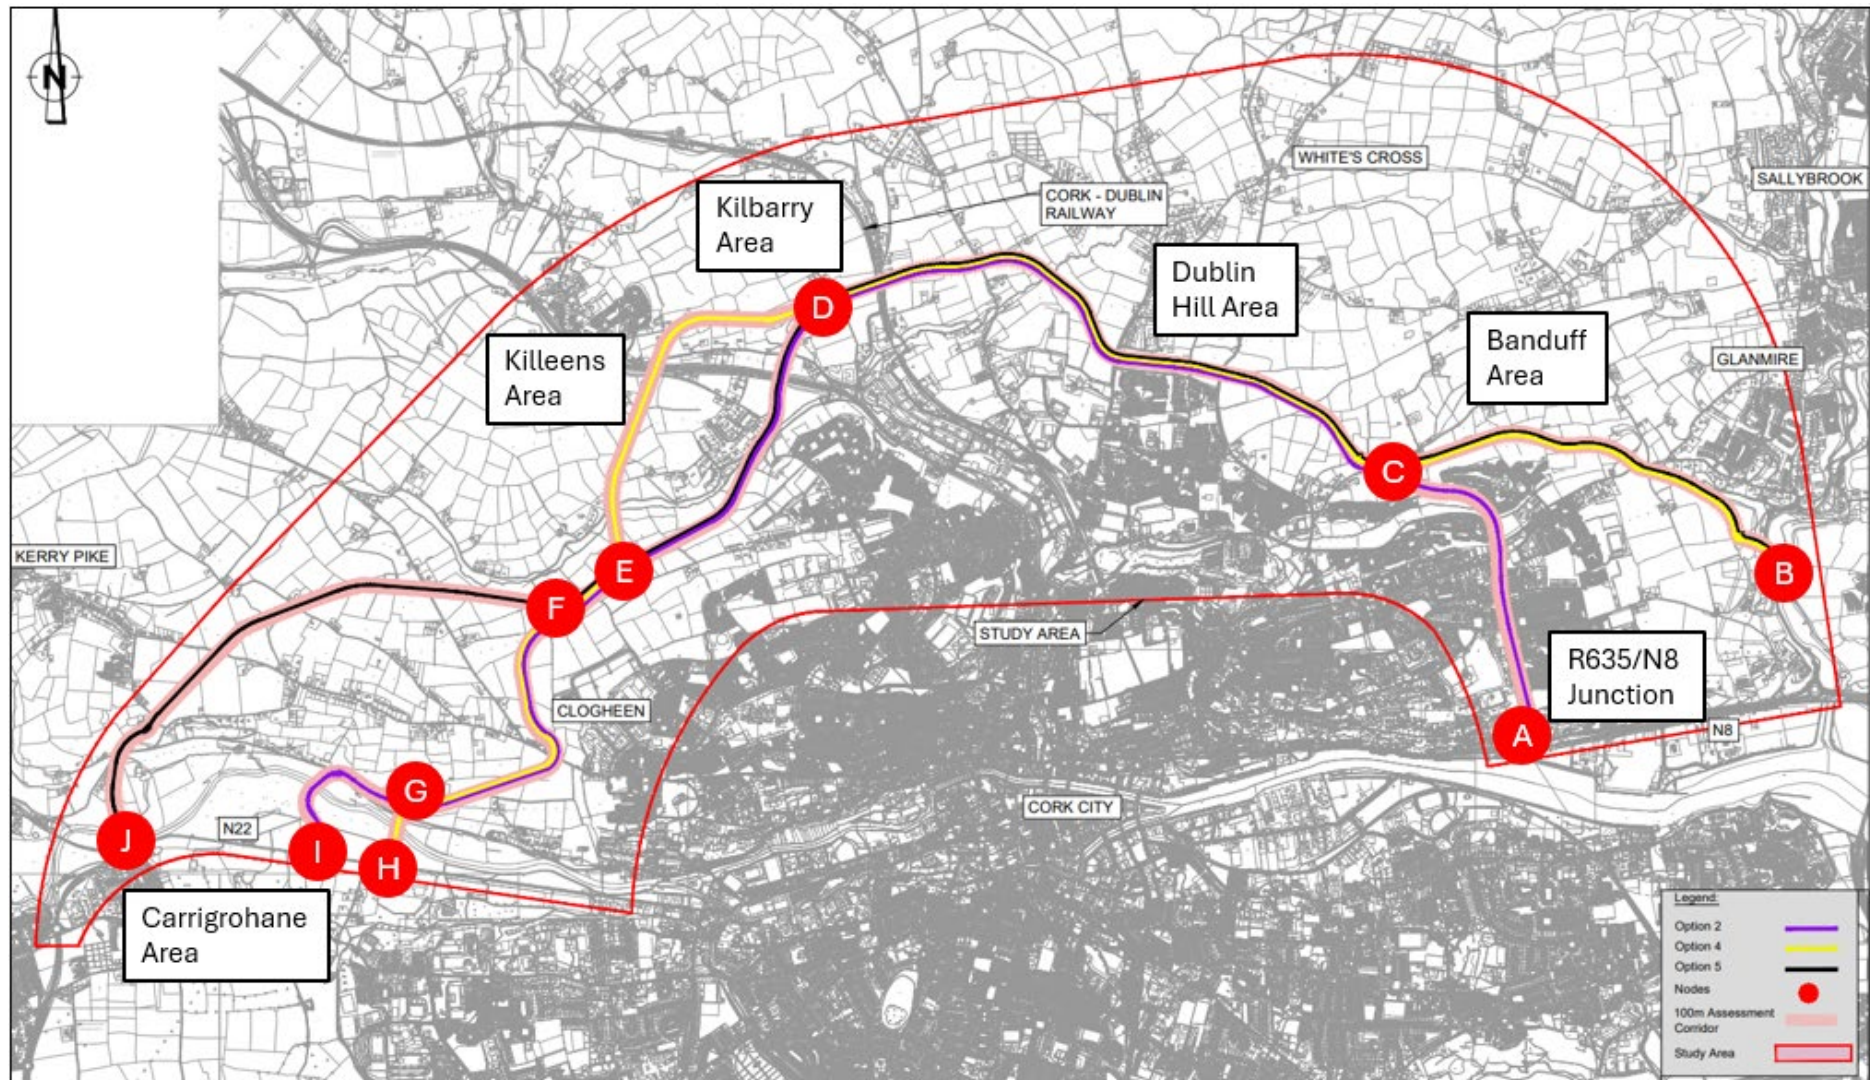 N
WHITE'S CROSS
SALLYBROOK
Kilbarry
Area
CORK - DUBLIN
RAILWAY
Dublin
Hill Area
Killeens
Area
Banduff
Area
GLANMIRE
D
C
KERRY PIKE
E
B
F
STUDY AREA
CLOGHEEN
R635/N8
Junction
A
N8
G
CORK CITY
J
N22
I
H
Carrigrohane
Area
Legend:
Option 2
Option 4
Option 5
Nodes
100m Assessment
Corridor
Study Area